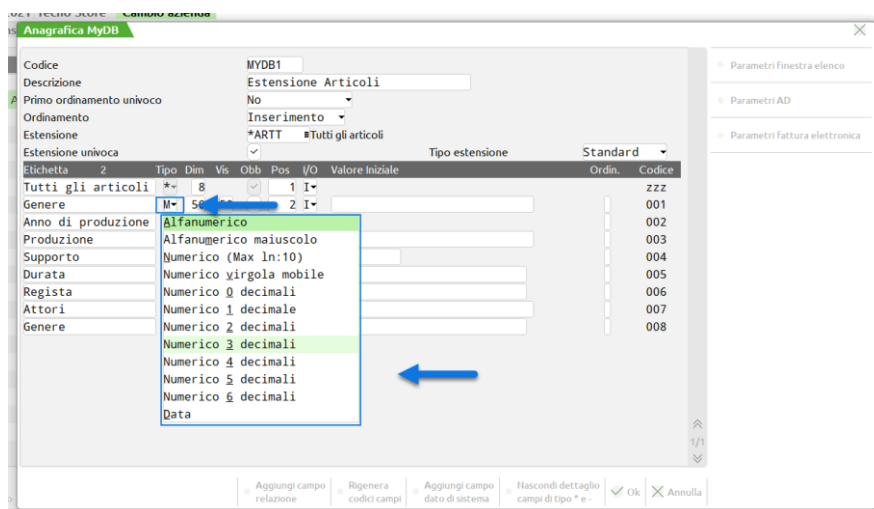 2021 Tecno Store Cambio azienda
Anagrafica MyDB
Codice MYDB1
Descrizione Estensione Articoli
Primo ordinamento univoco No
Ordinamento Inserimento
Estensione *ARTT Tutti gli articoli
Estensione univoca Tipo estensione Standard
Etichetta 2 Tipo Dim Vis Obb Pos I/O Valore Iniziale Ordin. Codice
Tutti gli articoli * 8 1 I zzz
Genere M 50 2 I 001
Anno di produzione 002
Produzione 003
Supporto 004
Durata 005
Regista 006
Attori 007
Genere 008
Alfanumerico
Alfanumerico maiuscolo
Numerico (Max ln:10)
Numerico virgola mobile
Numerico 0 decimali
Numerico 1 decimale
Numerico 2 decimali
Numerico 3 decimali
Numerico 4 decimali
Numerico 5 decimali
Numerico 6 decimali
Data
1/1
Parametri finestra elenco
Parametri AD
Parametri fattura elettronica
Aggiungi campo relazione
Rigenera codici campi
Aggiungi campo dato di sistema
Nascondi dettaglio campi di tipo * e -
Ok
Annulla